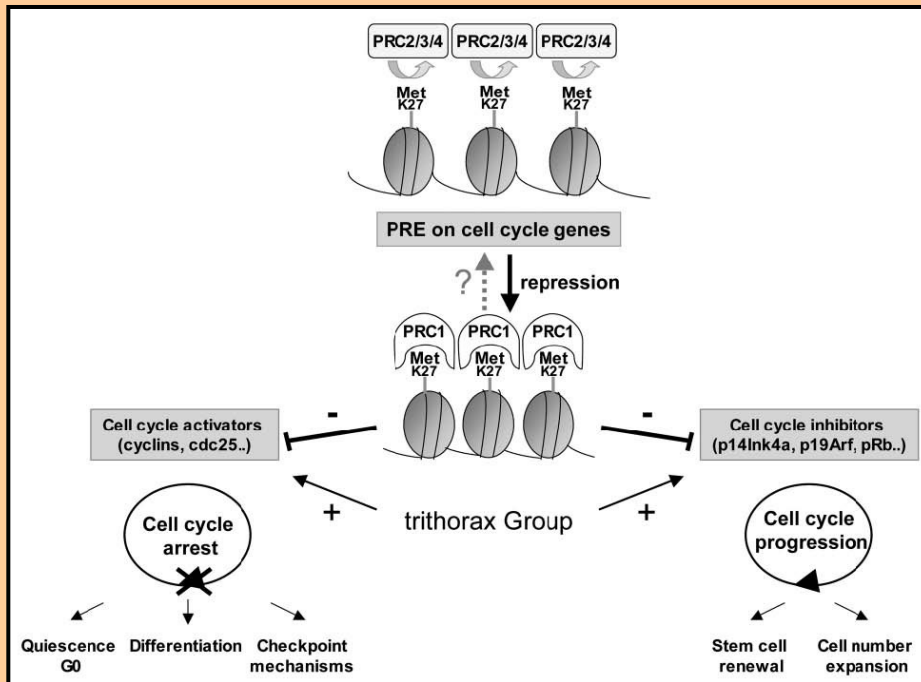 PRC2/3/4 PRC2/3/4 PRC2/3/4
Met Met Met
K27 K27 K27
PRE on cell cycle genes
? repression
PRC1 PRC1 PRC1
Met Met Met
K27 K27 K27
- -
Cell cycle activators
(cyclins, cdc25..)
Cell cycle inhibitors
(p14Ink4a, p19Arf, pRb..)
+ trithorax Group +
Cell cycle
arrest
Cell cycle
progression
Quiescence
G0
Differentiation
Checkpoint
mechanisms
Stem cell
renewal
Cell number
expansion